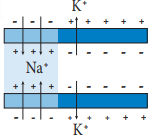 K⁺
- - + + + + +
+ + + - - - - -
Na⁺
+ + + - - - - -
- - - + + + + +
K⁺